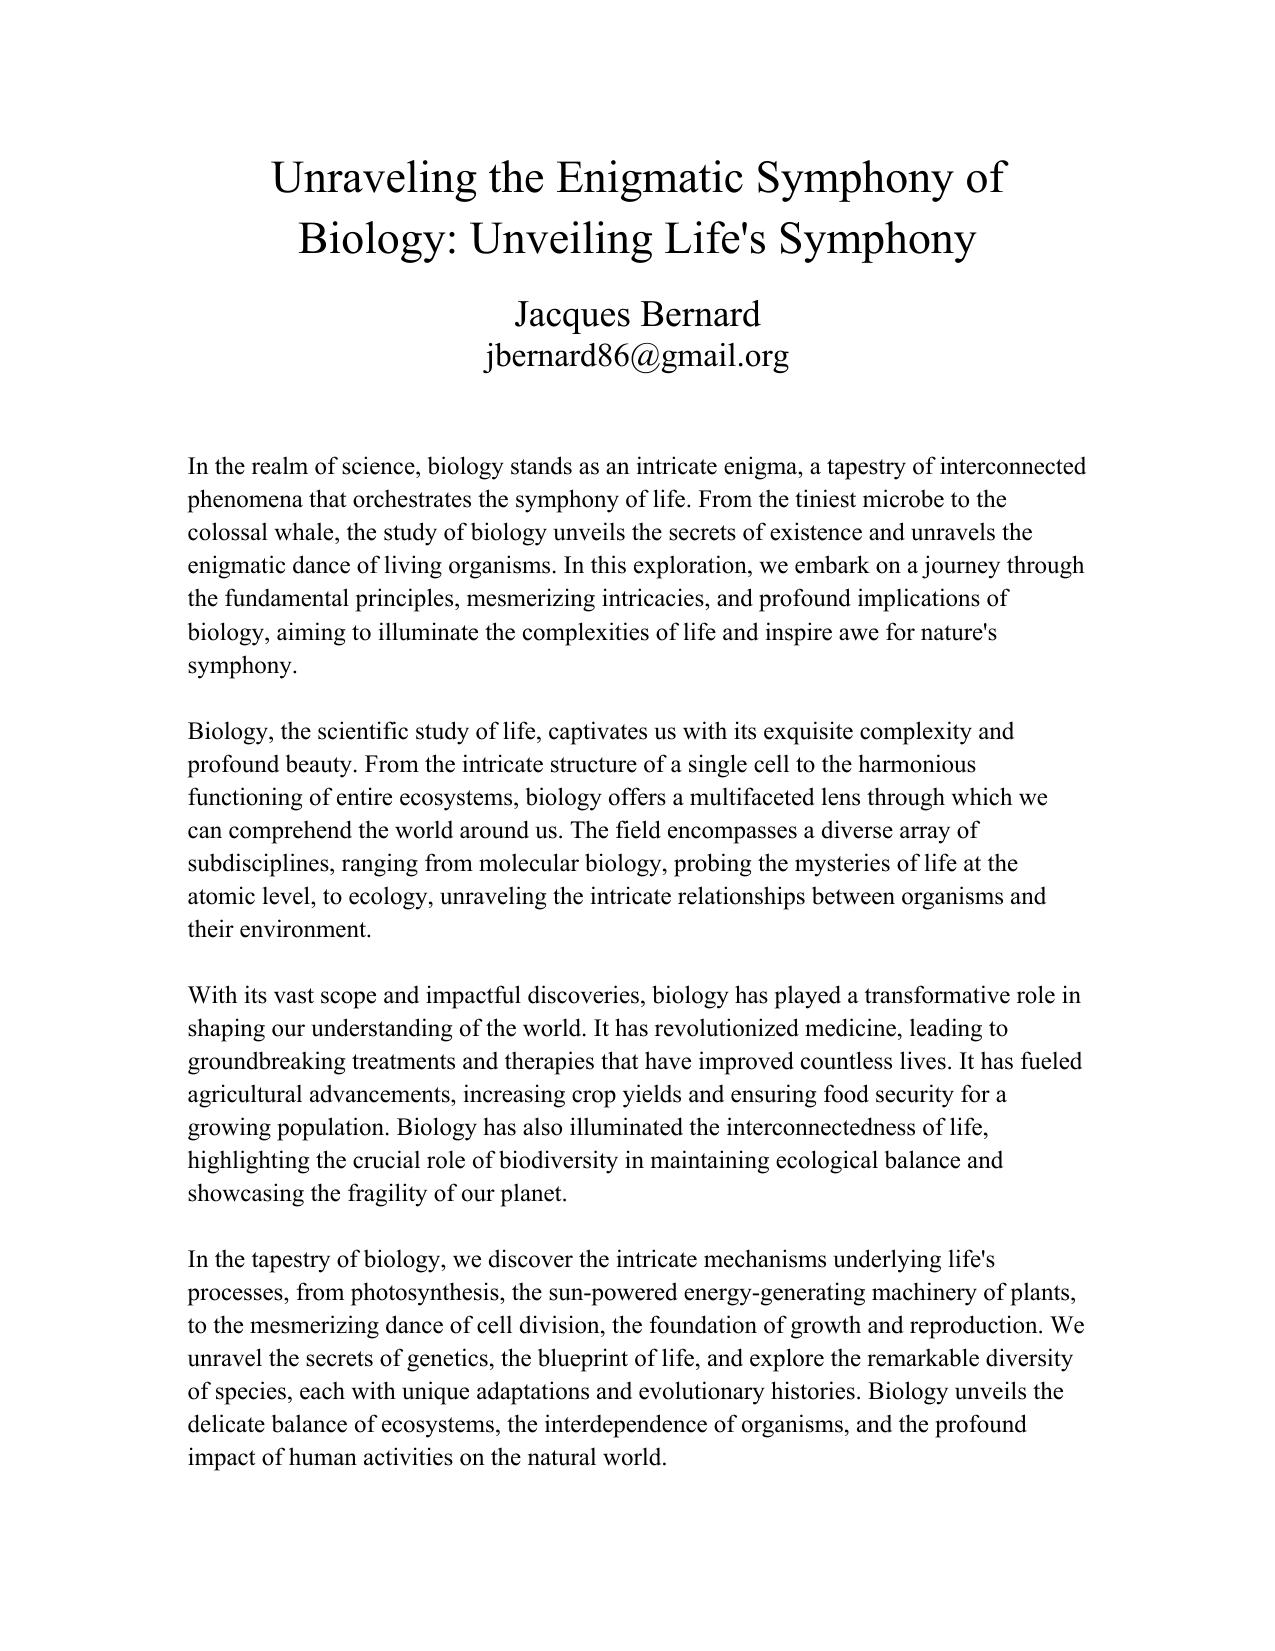 Unraveling the Enigmatic Symphony of
Biology: Unveiling Life's Symphony
Jacques Bernard
jbernard86@gmail.org
In the realm of science, biology stands as an intricate enigma, a tapestry of interconnected
phenomena that orchestrates the symphony of life. From the tiniest microbe to the
colossal whale, the study of biology unveils the secrets of existence and unravels the
enigmatic dance of living organisms. In this exploration, we embark on a journey through
the fundamental principles, mesmerizing intricacies, and profound implications of
biology, aiming to illuminate the complexities of life and inspire awe for nature's
symphony.
Biology, the scientific study of life, captivates us with its exquisite complexity and
profound beauty. From the intricate structure of a single cell to the harmonious
functioning of entire ecosystems, biology offers a multifaceted lens through which we
can comprehend the world around us. The field encompasses a diverse array of
subdisciplines, ranging from molecular biology, probing the mysteries of life at the
atomic level, to ecology, unraveling the intricate relationships between organisms and
their environment.
With its vast scope and impactful discoveries, biology has played a transformative role in
shaping our understanding of the world. It has revolutionized medicine, leading to
groundbreaking treatments and therapies that have improved countless lives. It has fueled
agricultural advancements, increasing crop yields and ensuring food security for a
growing population. Biology has also illuminated the interconnectedness of life,
highlighting the crucial role of biodiversity in maintaining ecological balance and
showcasing the fragility of our planet.
In the tapestry of biology, we discover the intricate mechanisms underlying life's
processes, from photosynthesis, the sun-powered energy-generating machinery of plants,
to the mesmerizing dance of cell division, the foundation of growth and reproduction. We
unravel the secrets of genetics, the blueprint of life, and explore the remarkable diversity
of species, each with unique adaptations and evolutionary histories. Biology unveils the
delicate balance of ecosystems, the interdependence of organisms, and the profound
impact of human activities on the natural world.